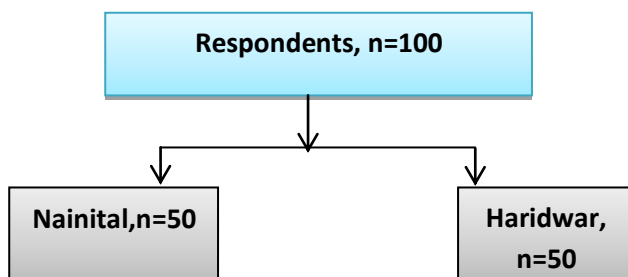 Respondents, n=100
Nainital,n=50
Haridwar,
n=50